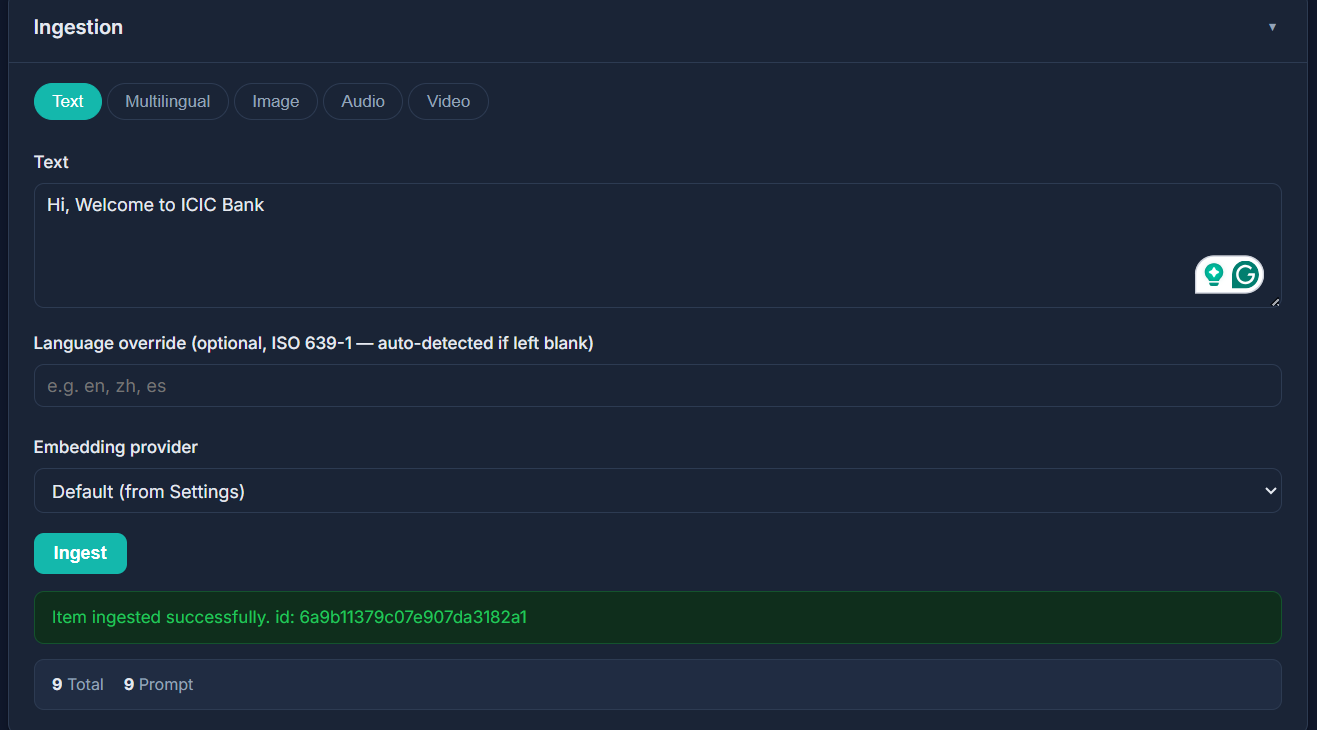 Ingestion
Text Multilingual Image Audio Video
Text
Hi, Welcome to ICIC Bank
Language override (optional, ISO 639-1 — auto-detected if left blank)
e.g. en, zh, es
Embedding provider
Default (from Settings)
Ingest
Item ingested successfully. id: 6a9b11379c07e907da3182a1
9 Total 9 Prompt